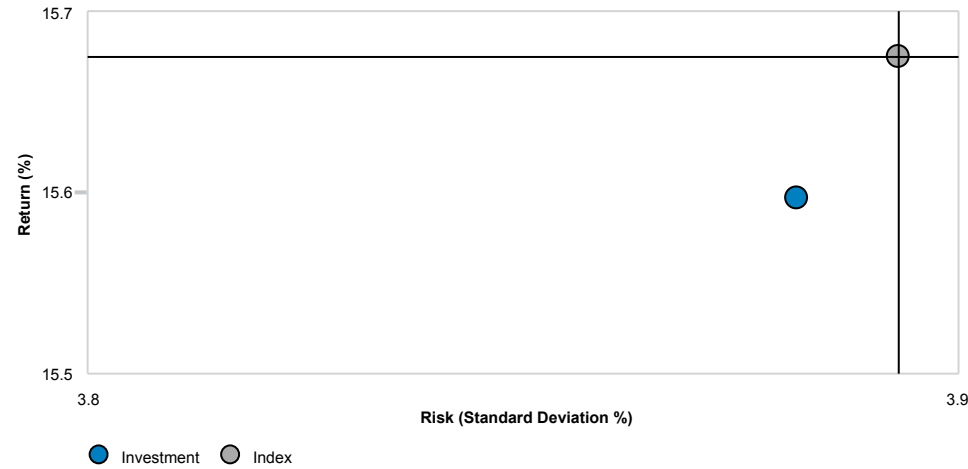 15.7
15.6
15.5
Return (%)
3.8
3.9
Risk (Standard Deviation %)
Investment
Index